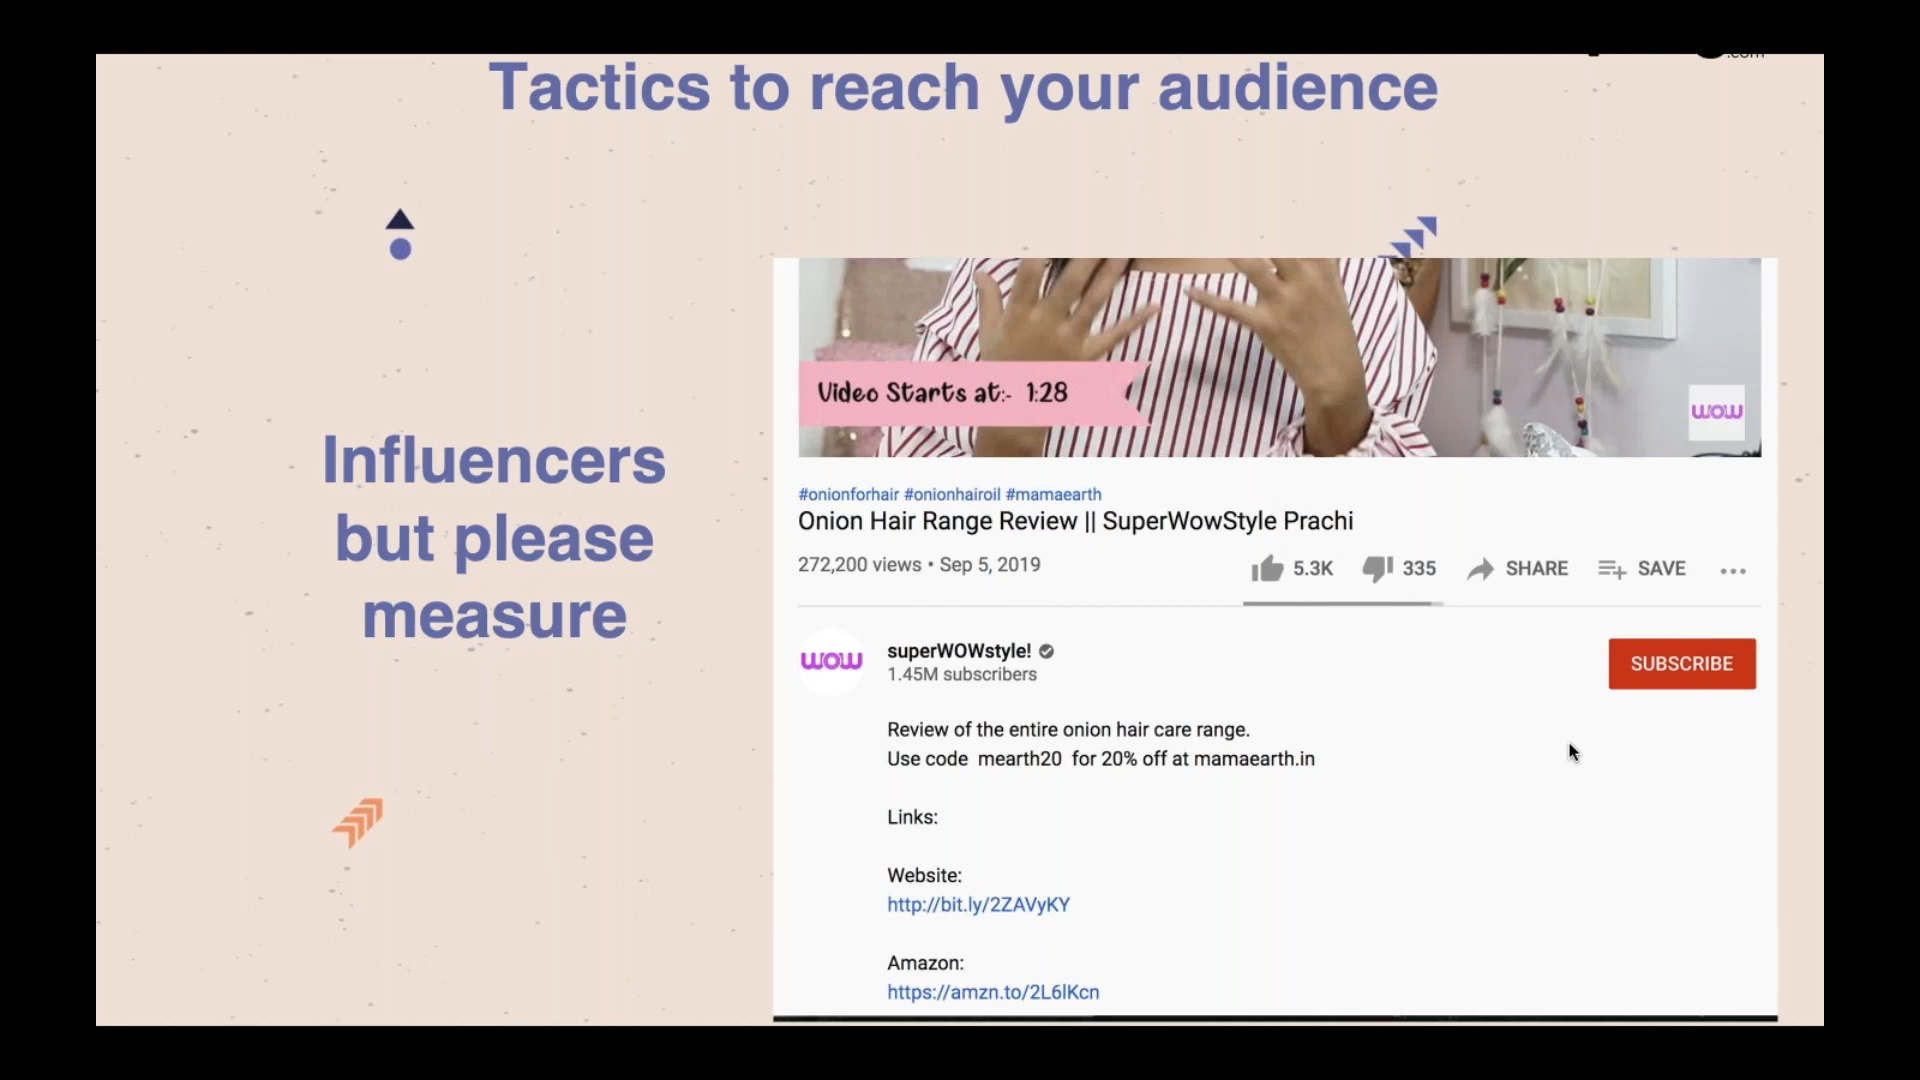 .com
Tactics to reach your audience
Influencers
but please
measure
Video Starts at:- 1:28
wow
#onionforhair #onionhairoil #mamaearth
Onion Hair Range Review || SuperWowStyle Prachi
272,200 views • Sep 5, 2019
5.3K
335
SHARE
SAVE
wow
superWOWstyle!
1.45M subscribers
SUBSCRIBE
Review of the entire onion hair care range.
Use code mearth20 for 20% off at mamaearth.in
Links:
Website:
http://bit.ly/2ZAVyKY
Amazon:
https://amzn.to/2L6lKcn